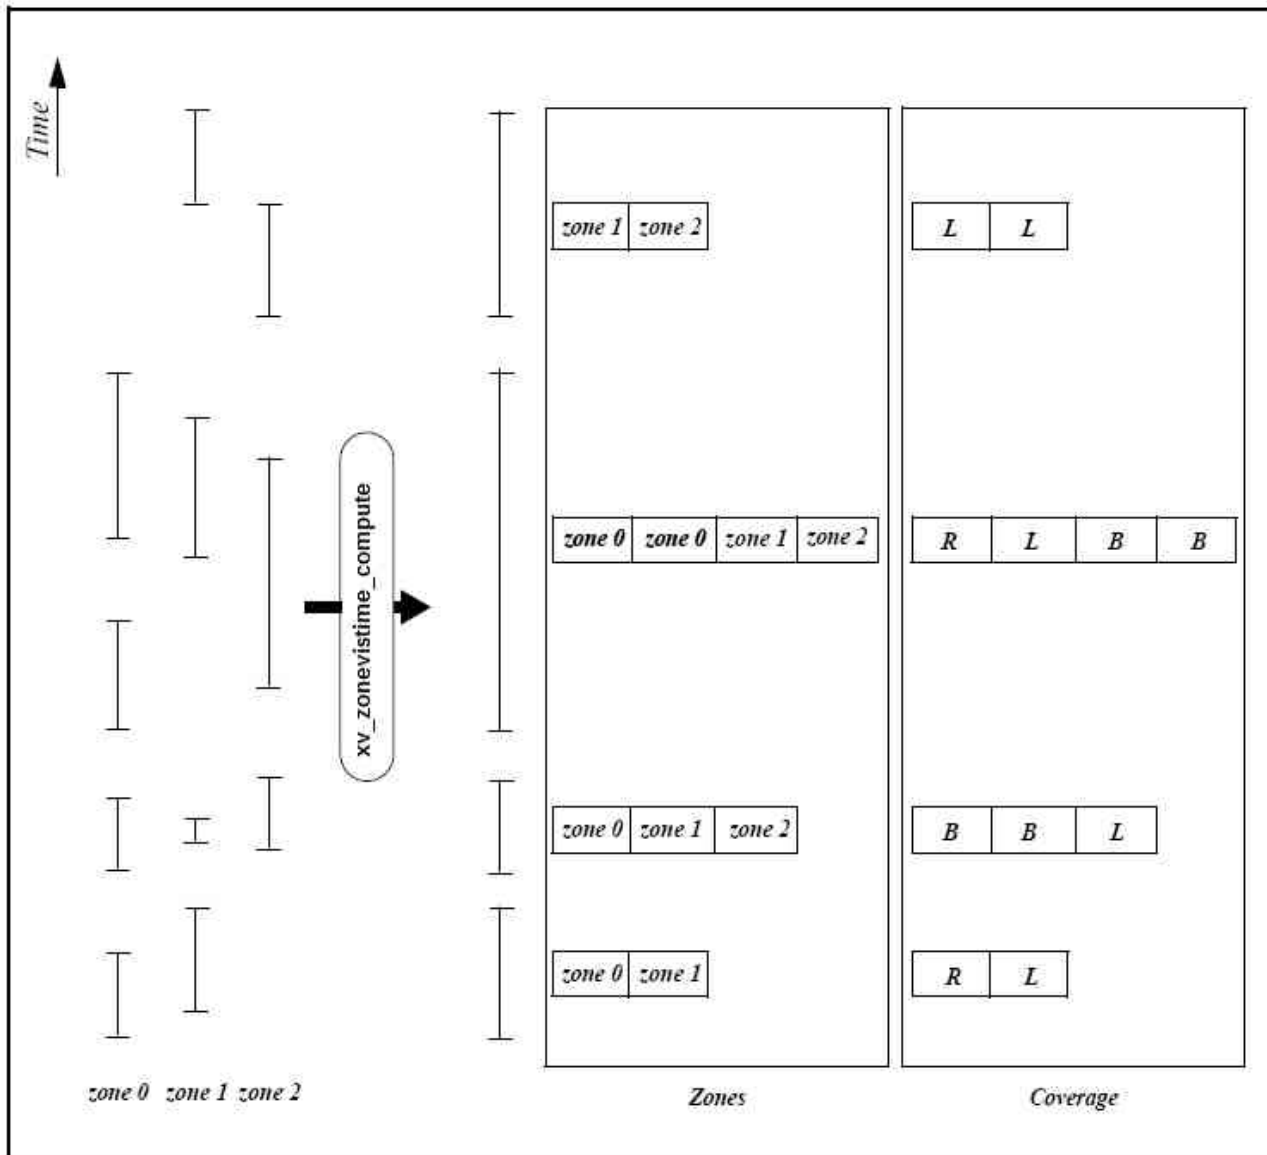 Time
zone 1 zone 2
L L
xv_zonevistime_compute
zone 0 zone 0 zone 1 zone 2
R L B B
zone 0 zone 1 zone 2
B B L
zone 0 zone 1
R L
zone 0 zone 1 zone 2
Zones
Coverage